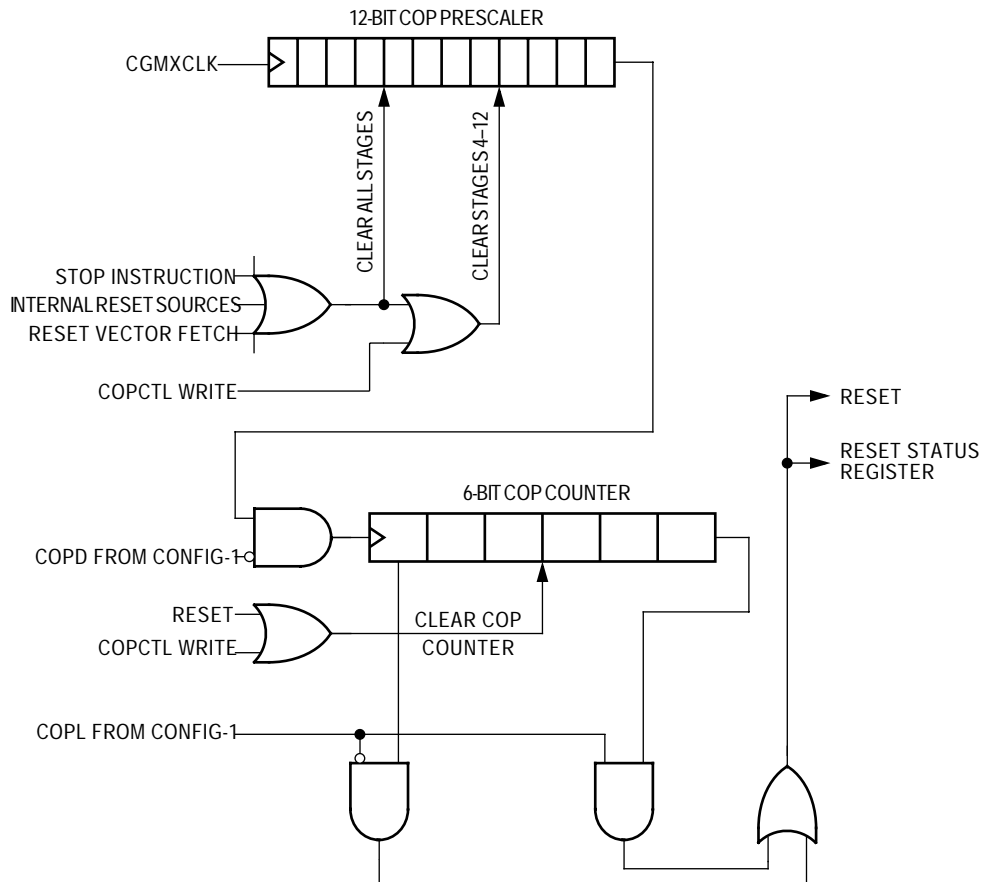 12-BIT COP PRESCALER
CGMXCLK
CLEAR ALL STAGES
CLEAR STAGES 4–12
STOP INSTRUCTION
INTERNAL RESET SOURCES
RESET VECTOR FETCH
COPCTL WRITE
RESET
RESET STATUS
REGISTER
6-BIT COP COUNTER
COPD FROM CONFIG-1
RESET
CLEAR COP
COPCTL WRITE
COUNTER
COPL FROM CONFIG-1